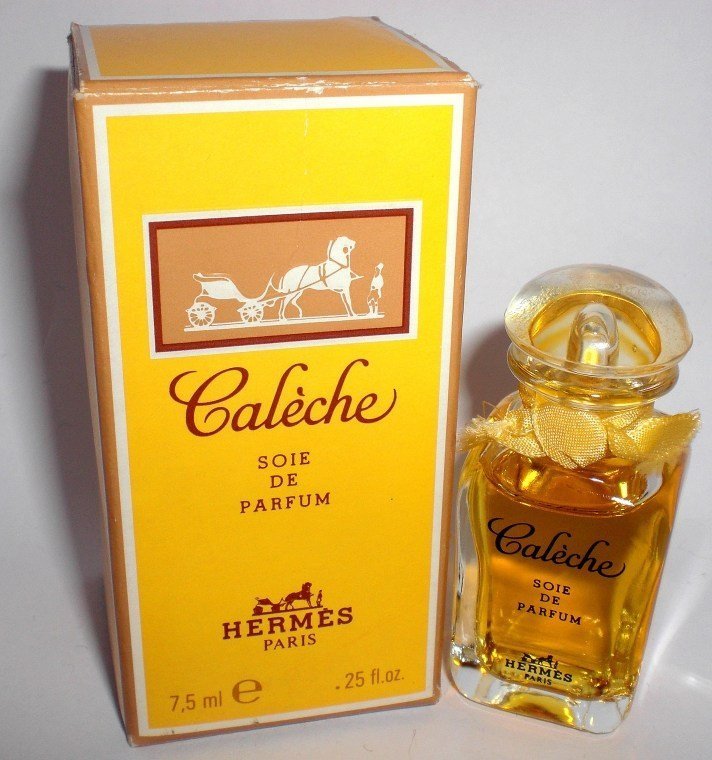 Calèche
SOIE
DE
PARFUM
HERMÈS
PARIS
7,5 ml e
.25 fl.oz.
Calèche
SOIE
DE
PARFUM
HERMÈS
PARIS